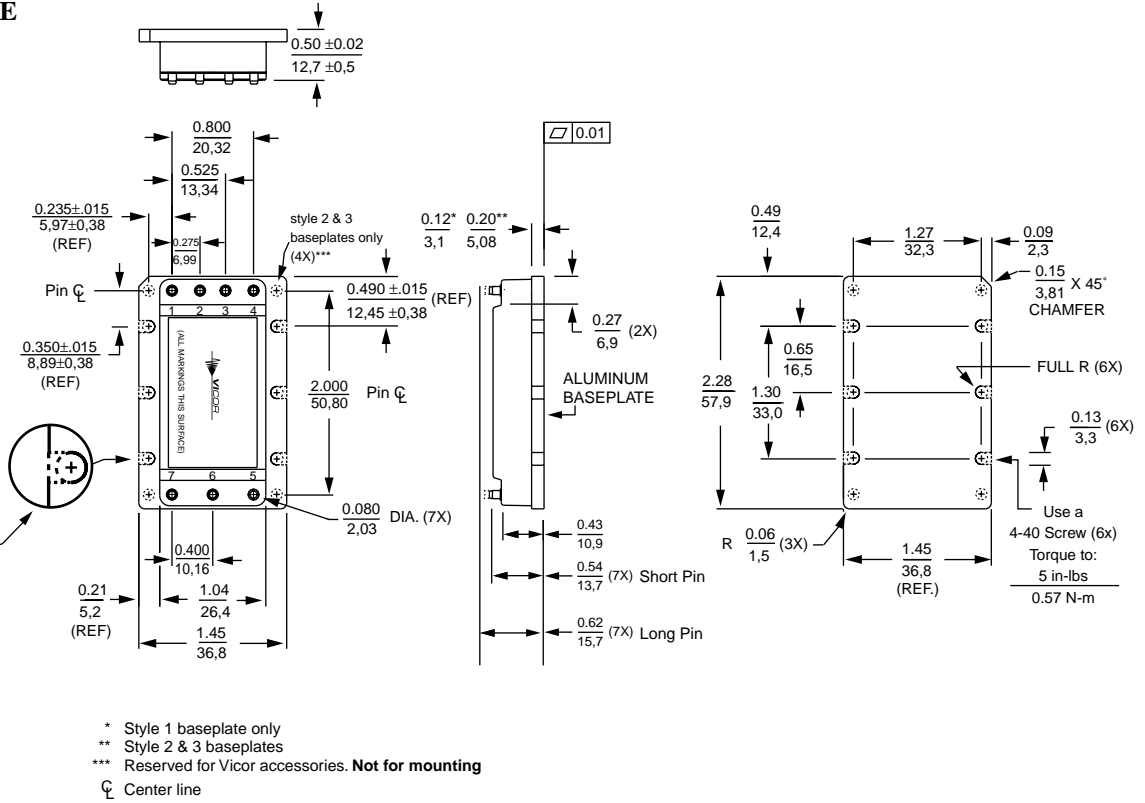 E
0.50 ±0.02
12,7 ±0,5
0.800
20,32
0.525
13,34
0.235±.015
5,97±0,38
(REF)
0.275
6,99
style 2 & 3
baseplates only
(4X)***
Pin ℄
0.350±.015
8,89±0,38
(REF)
1 2 3 4
(ALL MARKINGS THIS SURFACE)
VICOR
7 6 5
0.490 ±.015 (REF)
12,45 ±0,38
2.000
50,80
Pin ℄
0.080
2,03
DIA. (7X)
0.400
10,16
0.21
5,2
(REF)
1.04
26,4
1.45
36,8
0.12*
3,1
0.20**
5,08
0.01
0.27
6,9
(2X)
ALUMINUM
BASEPLATE
0.43
10,9
0.54
13,7
(7X) Short Pin
0.62
15,7
(7X) Long Pin
0.49
12,4
1.27
32,3
0.09
2,3
0.15
3,81
X 45°
CHAMFER
0.65
16,5
2.28
57,9
1.30
33,0
FULL R (6X)
0.13
3,3
(6X)
R 0.06
1,5
(3X)
1.45
36,8
(REF.)
Use a
4-40 Screw (6x)
Torque to:
5 in-lbs
0.57 N-m
* Style 1 baseplate only
** Style 2 & 3 baseplates
*** Reserved for Vicor accessories. Not for mounting
℄ Center line